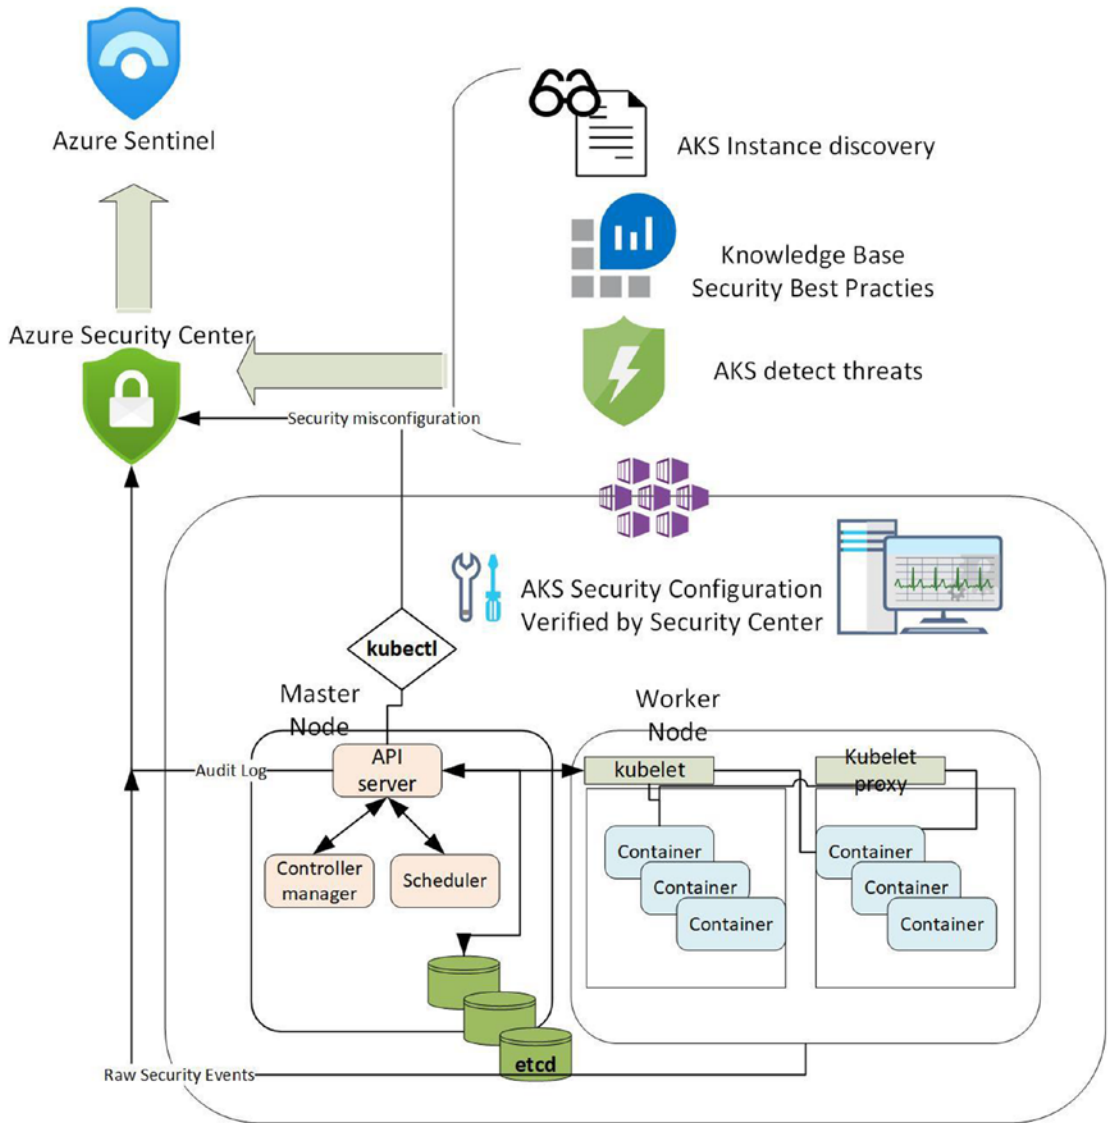 Azure Sentinel
AKS Instance discovery
Knowledge Base
Security Best Practies
Azure Security Center
AKS detect threats
Security misconfiguration
AKS Security Configuration
Verified by Security Center
kubectl
Master
Node
Worker
Node
Audit Log
API
server
kubelet
Kubelet
proxy
Controller
manager
Scheduler
Container
Container
Container
Container
Container
Container
etcd
Raw Security Events